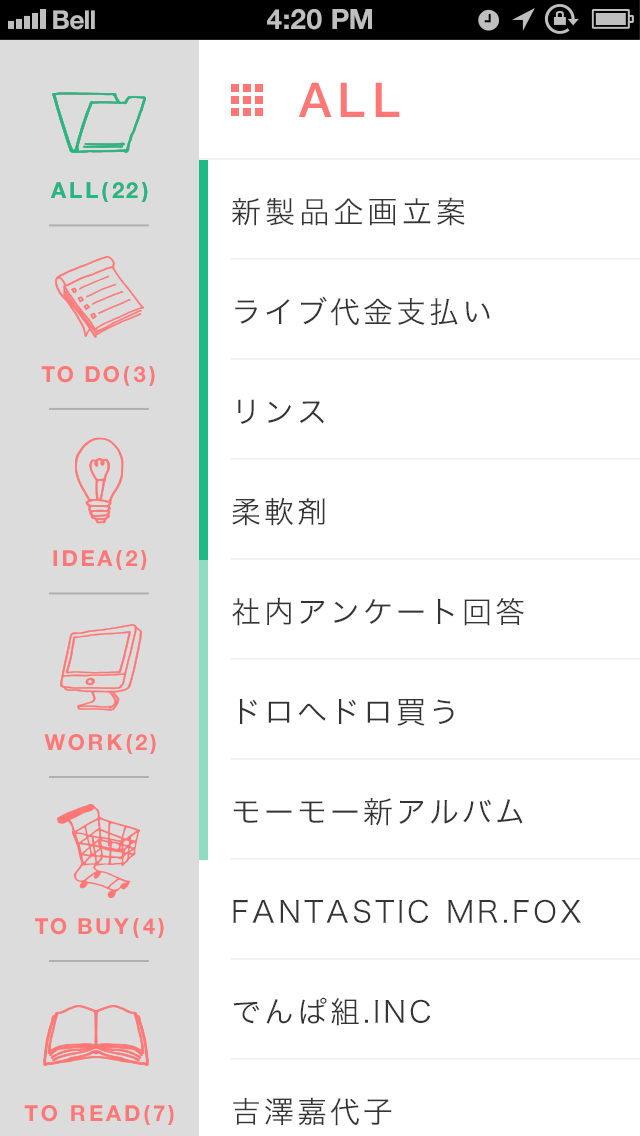 Bell
4:20 PM
ALL(22)
TO DO(3)
IDEA(2)
WORK(2)
TO BUY(4)
TO READ(7)
ALL
新製品企画立案
ライブ代金支払い
リンス
柔軟剤
社内アンケート回答
ドロヘドロ買う
モーモー新アルバム
FANTASTIC MR.FOX
でんぱ組.INC
吉澤嘉代子